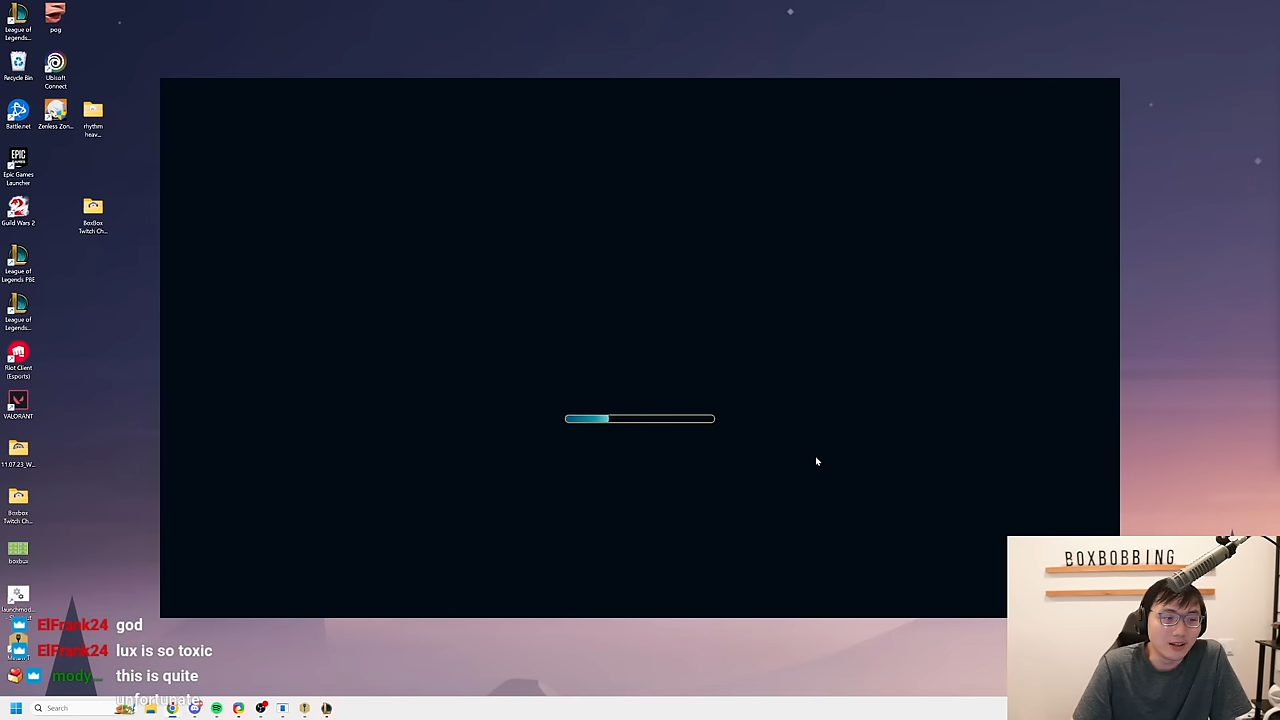 League of
Legends...
pog
Recycle Bin
Ubisoft
Connect
Battle.net
Zenless Zon...
rhythm
heav...
EPIC
GAMES
Epic Games
Launcher
Guild Wars 2
BoxBox
Twitch Ch...
League of
Legends PBE
League of
Legends...
Riot Client
(Esports)
VALORANT
11.07.23_W...
Boxbox
Twitch Ch...
boxbux
launchmod...
BOXBOBBING
ElFrank24 god
ElFrank24 lux is so toxic
mody... this is quite
unfortunate
Search